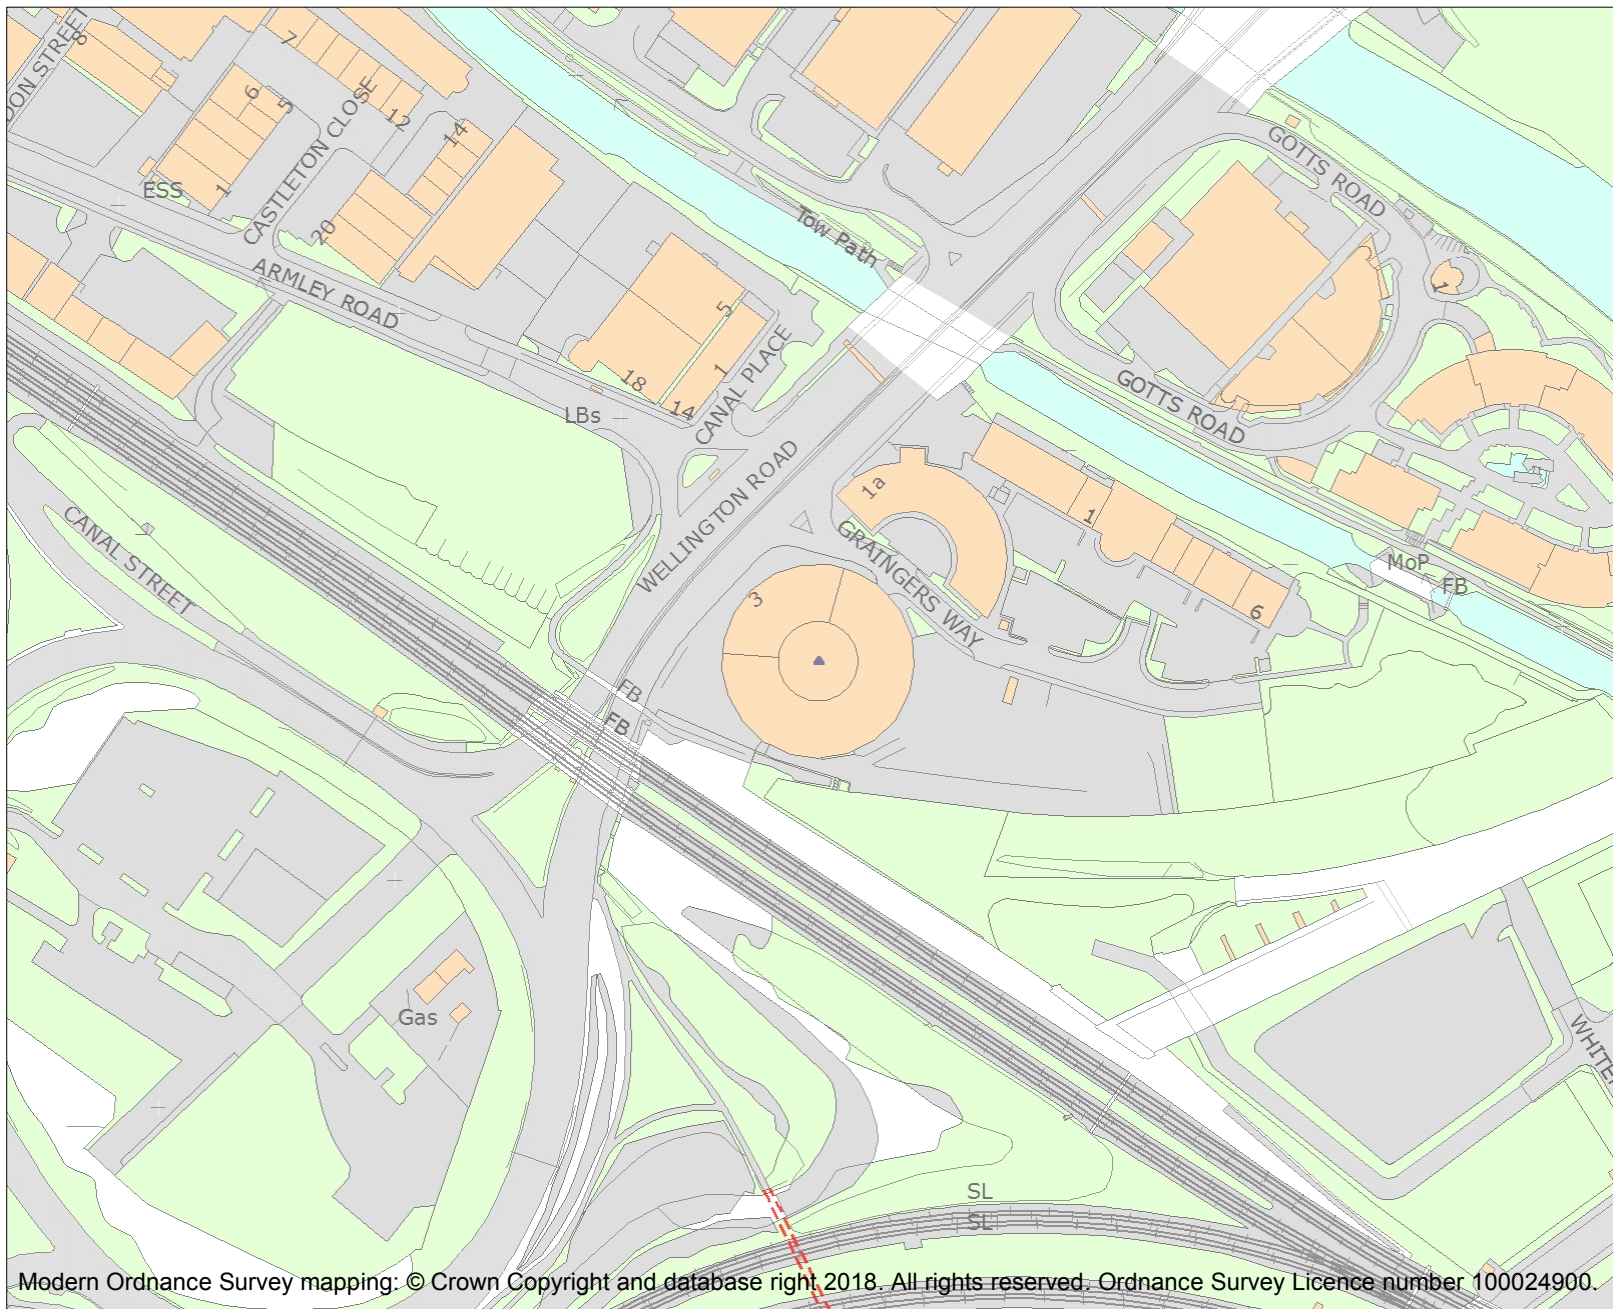 DON STREET
8
7
6
5
12
14
CASTLETON CLOSE
1
ESS
20
ARMLEY ROAD
Tow Path
GOTTS ROAD
1
5
1
18
14
CANAL PLACE
LBs
GOTTS ROAD
WELLINGTON ROAD
1a
1
GRAINGERS WAY
MoP
FB
6
3
CANAL STREET
FB
FB
Gas
WHITE
SL
SL
Modern Ordnance Survey mapping: © Crown Copyright and database right 2018. All rights reserved. Ordnance Survey Licence number 100024900.